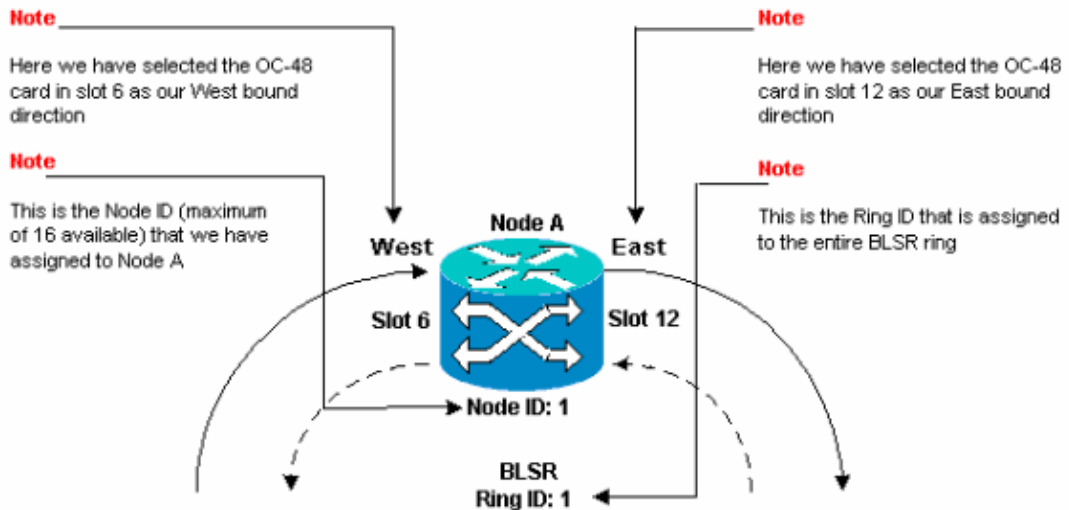 Note
Here we have selected the OC-48
card in slot 6 as our West bound
direction
Note
This is the Node ID (maximum
of 16 available) that we have
assigned to Node A
Note
Here we have selected the OC-48
card in slot 12 as our East bound
direction
Note
This is the Ring ID that is assigned
to the entire BLSR ring
Node A
West
East
Slot 6
Slot 12
Node ID: 1
BLSR
Ring ID: 1